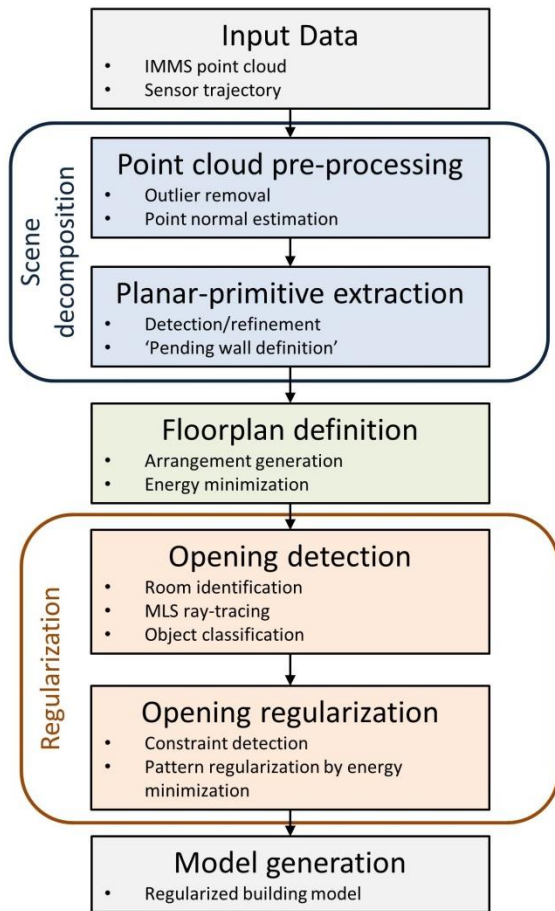 Input Data
• IMMS point cloud
• Sensor trajectory
Scene
decomposition
Point cloud pre-processing
• Outlier removal
• Point normal estimation
Planar-primitive extraction
• Detection/refinement
• ‘Pending wall definition’
Floorplan definition
• Arrangement generation
• Energy minimization
Regularization
Opening detection
• Room identification
• MLS ray-tracing
• Object classification
Opening regularization
• Constraint detection
• Pattern regularization by energy
minimization
Model generation
• Regularized building model